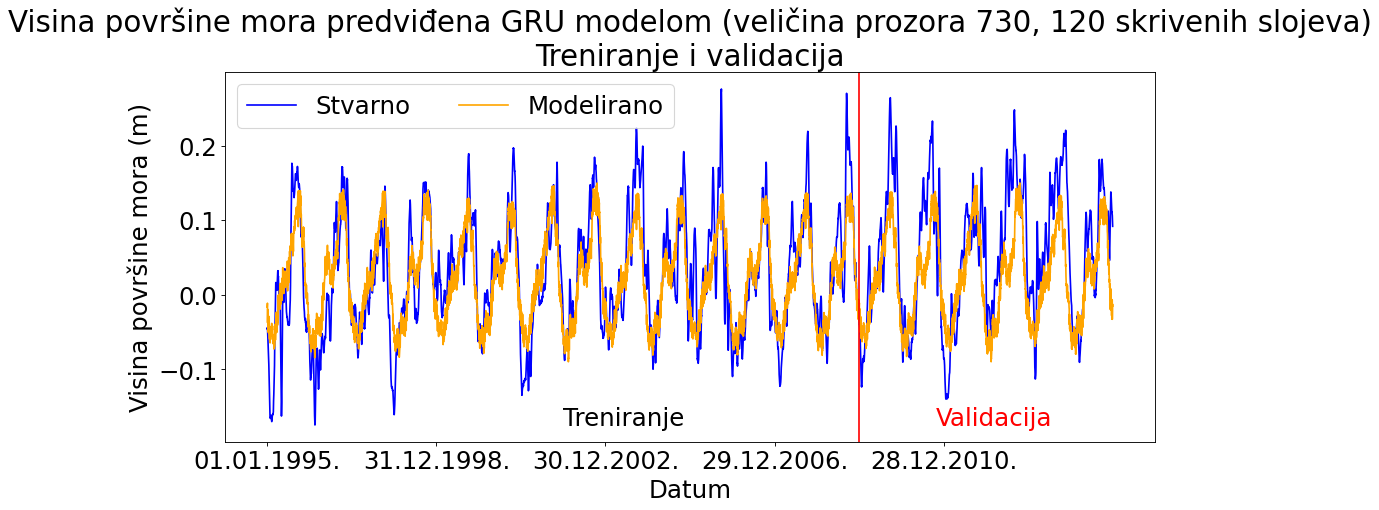 Visina površine mora predviđena GRU modelom (veličina prozora 730, 120 skrivenih slojeva)
Treniranje i validacija
Stvarno
Modelirano
Visina površine mora (m)
0.2
0.1
0.0
−0.1
Treniranje
Validacija
01.01.1995.
31.12.1998.
30.12.2002.
29.12.2006.
28.12.2010.
Datum